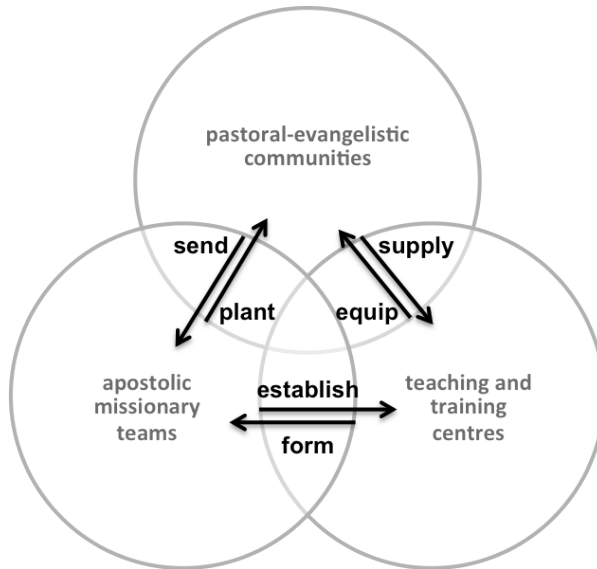 pastoral-evangelistic
communities
send
supply
plant
equip
apostolic
missionary
teams
establish
form
teaching and
training
centres